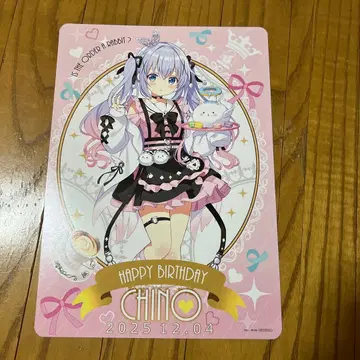 IS THE ORDER A RABBIT?
HAPPY BIRTHDAY
CHINO
2025 12.04